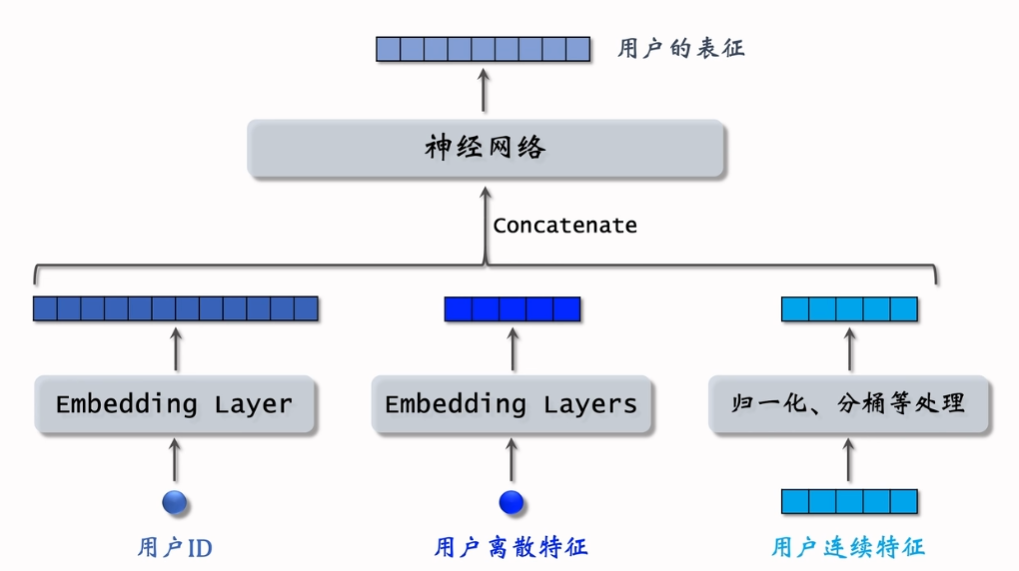 用户的表征
神经网络
Concatenate
Embedding Layer
Embedding Layers
归一化、分桶等处理
用户ID
用户离散特征
用户连续特征